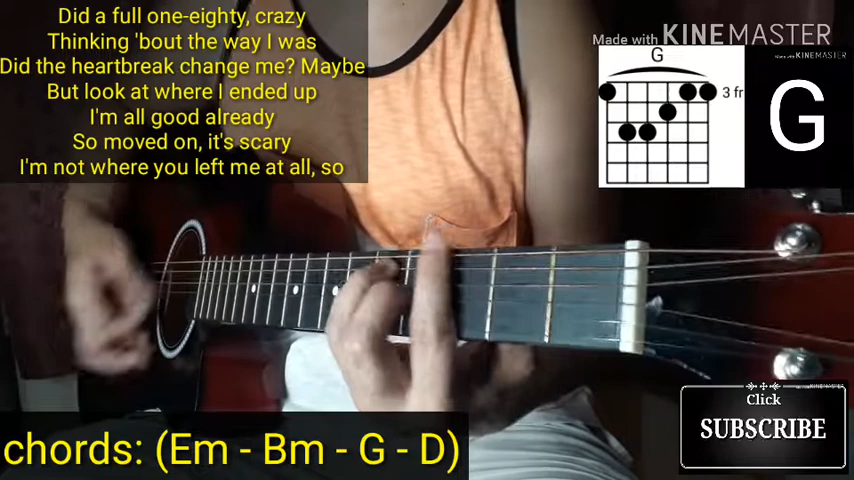 Did a full one-eighty, crazy
Thinking 'bout the way I was
Did the heartbreak change me? Maybe
But look at where I ended up
I'm all good already
So moved on, it's scary
I'm not where you left me at all, so
Made with KINEMASTER
KINEMASTER
G
3 fr
G
chords: (Em - Bm - G - D)
Click
SUBSCRIBE